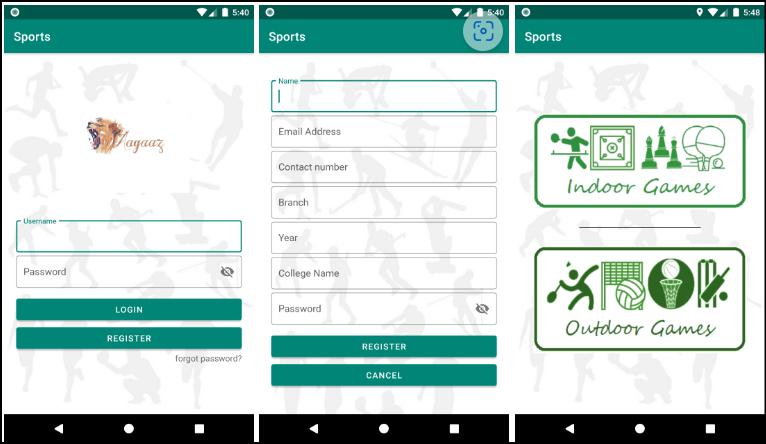 5:40
Sports
Aagaaz
Username
Password
LOGIN
REGISTER
forgot password?
5:40
Sports
Name
Email Address
Contact number
Branch
Year
College Name
Password
REGISTER
CANCEL
5:48
Sports
Indoor Games
Outdoor Games